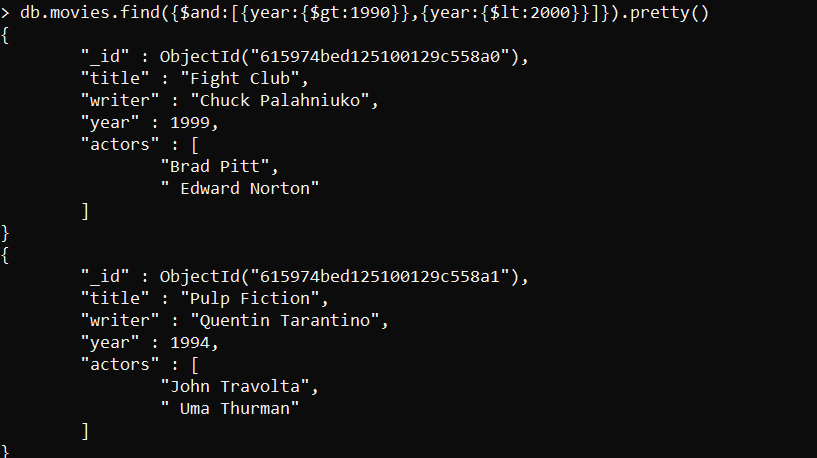 > db.movies.find({$and:[{year:{$gt:1990}},{year:{$lt:2000}}]}).pretty()
{
        "_id" : ObjectId("615974bed125100129c558a0"),
        "title" : "Fight Club",
        "writer" : "Chuck Palahniuko",
        "year" : 1999,
        "actors" : [
                "Brad Pitt",
                " Edward Norton"
        ]
}
{
        "_id" : ObjectId("615974bed125100129c558a1"),
        "title" : "Pulp Fiction",
        "writer" : "Quentin Tarantino",
        "year" : 1994,
        "actors" : [
                "John Travolta",
                " Uma Thurman"
        ]
}